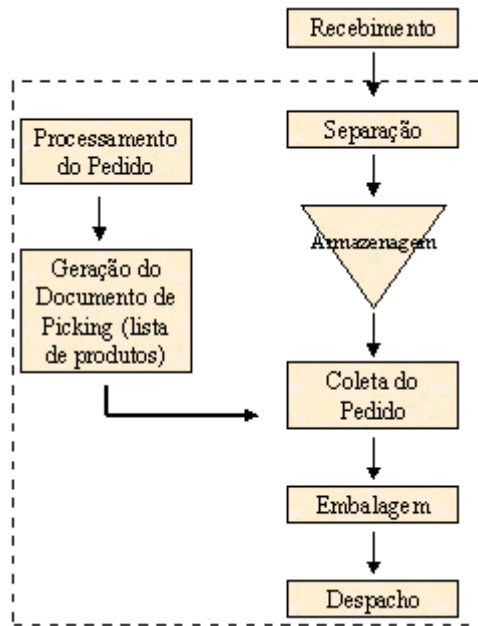 Recebimento
Separação
Processamento
do Pedido
Armazenagem
Geração do
Documento de
Picking (lista
de produtos)
Coleta do
Pedido
Embalagem
Despacho